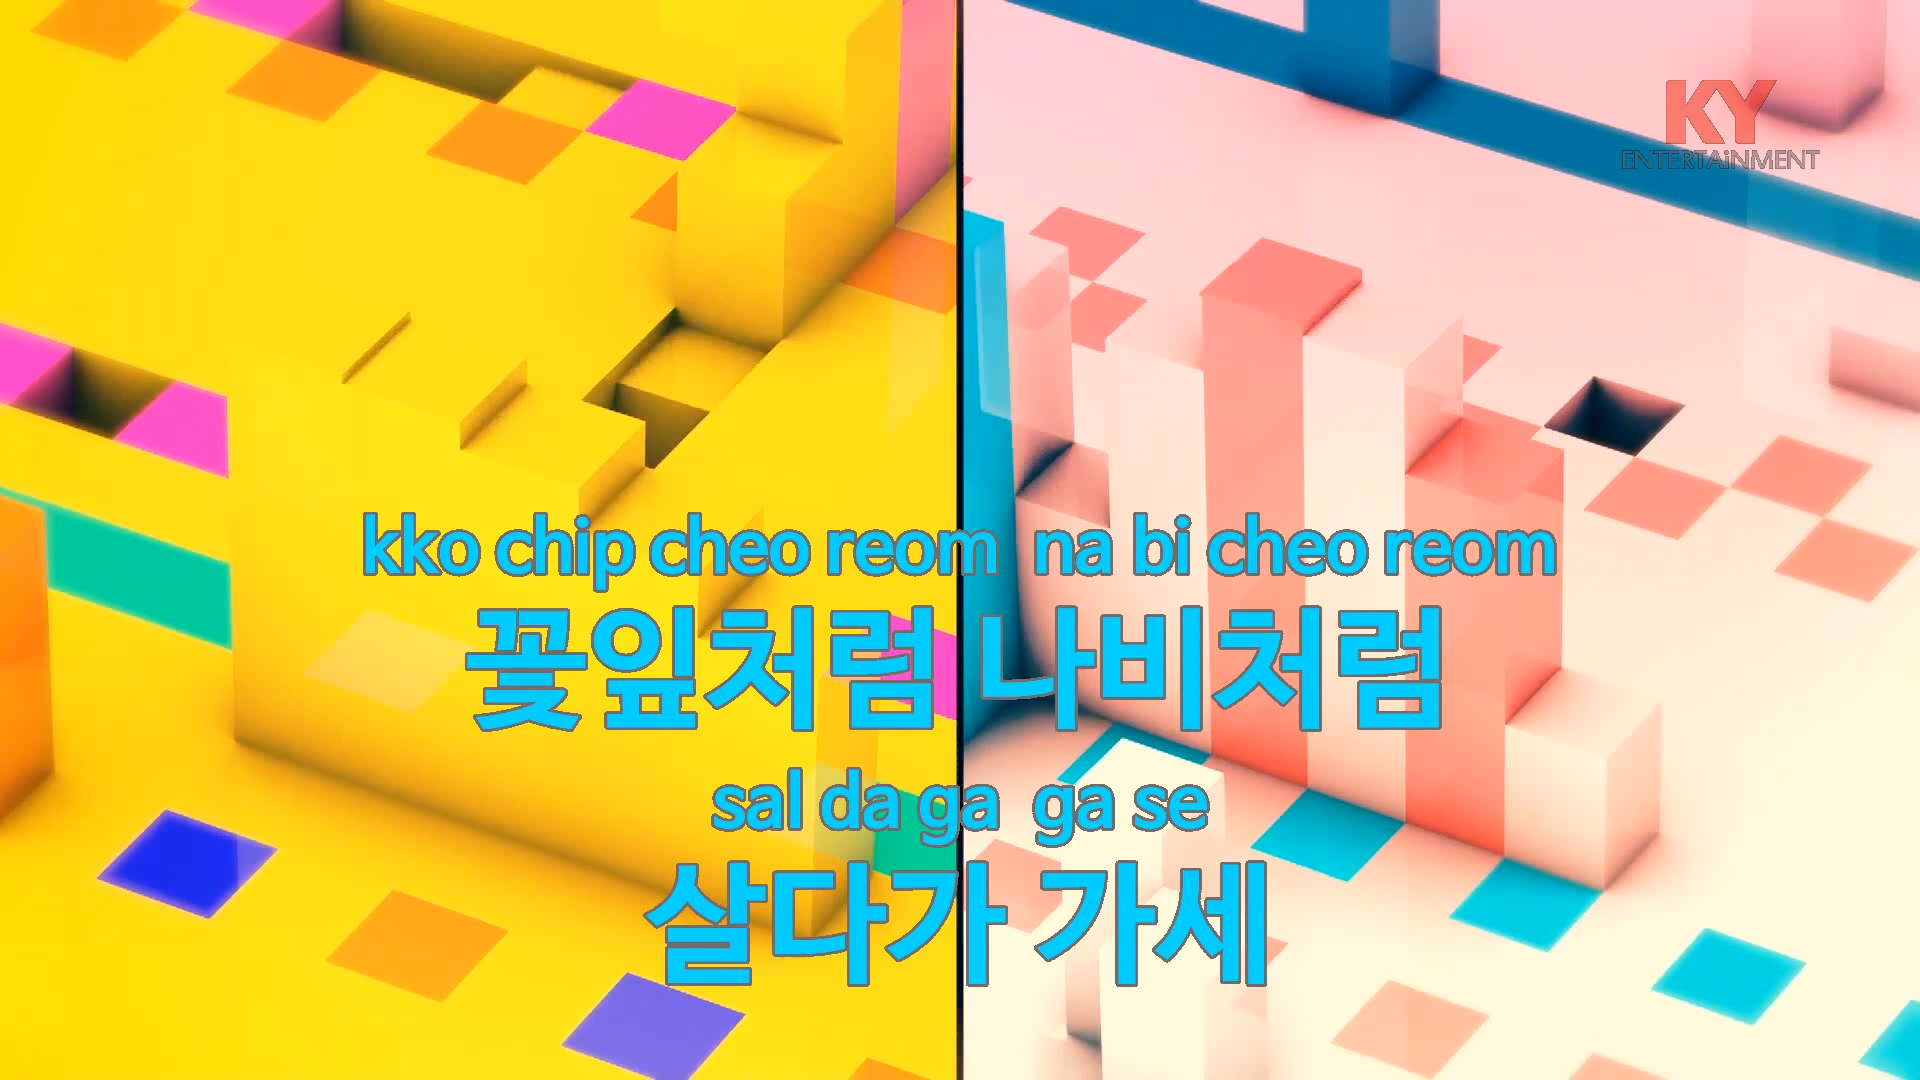 KY
ENTERTAiNMENT
kko chip cheo reom na bi cheo reom
꽃잎처럼 나비처럼
sal da ga ga se
살다가 가세